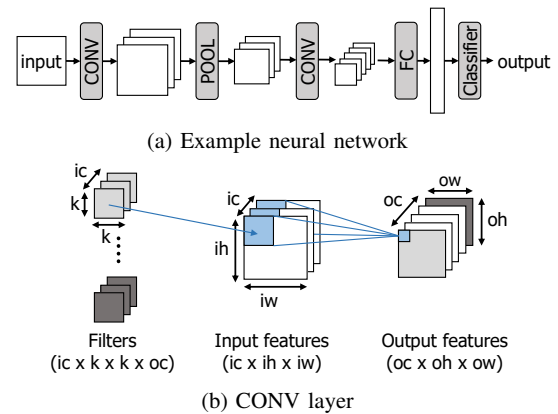 input
CONV
POOL
CONV
FC
Classifier
output
(a) Example neural network
ic
k
k
ic
ih
iw
oc
ow
oh
Filters
(ic x k x k x oc)
Input features
(ic x ih x iw)
Output features
(oc x oh x ow)
(b) CONV layer